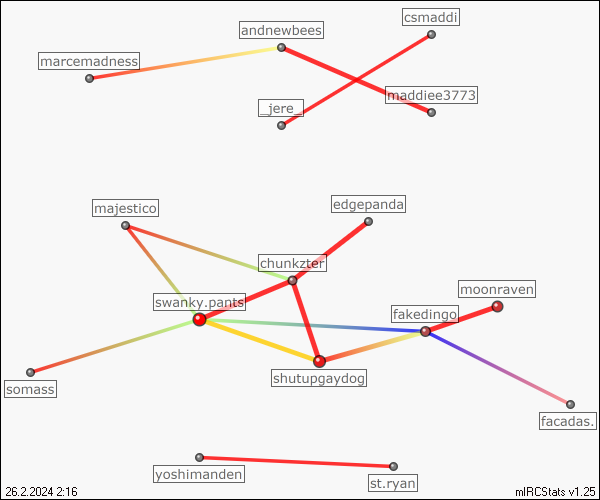 csmaddi
andnewbees
marcemadness
maddiee3773
_jere_
edgepanda
majestico
chunkzter
moonraven
swanky.pants
fakedingo
shutupgaydog
somass
facadas.
yoshimanden
st.ryan
26.2.2024 2:16
mIRCStats v1.25